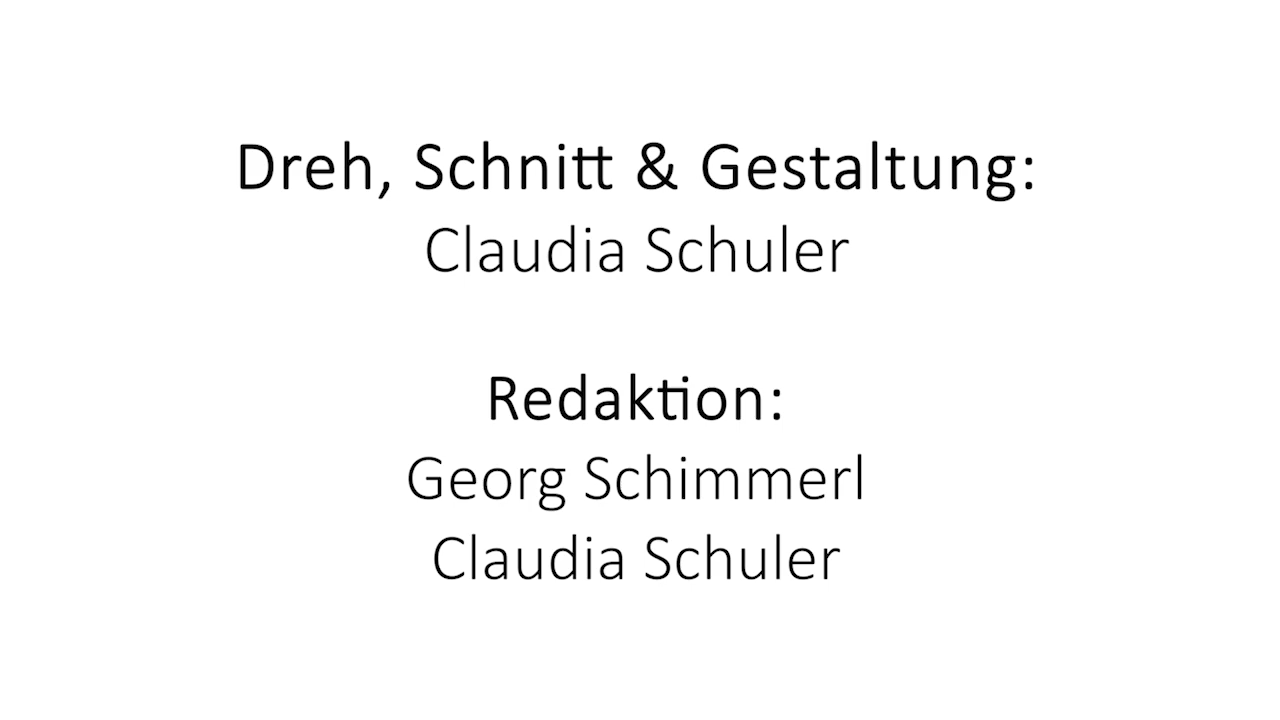 Dreh, Schnitt & Gestaltung:
Claudia Schuler
Redaktion:
Georg Schimmerl
Claudia Schuler